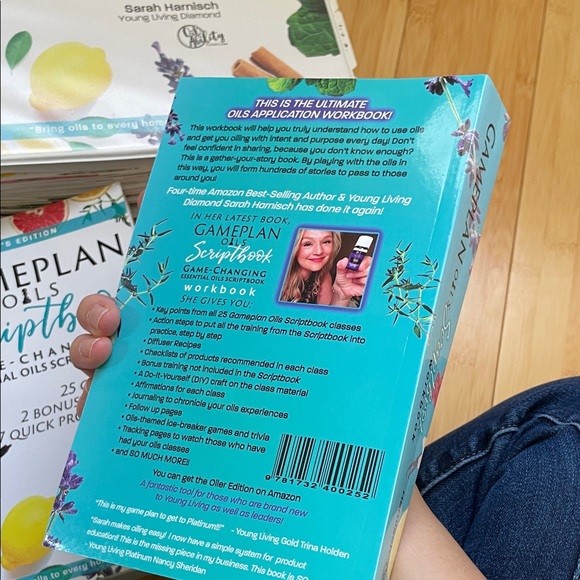 Sarah Harnisch
Young Living Diamond
Oil
Ability
"Bring oils to every home
'S EDITION
MEPLAN
OILS
iptb
E-CHAN
AL OILS SCRI
25 C
2 BONUS
7 QUICK PRO
THIS IS THE ULTIMATE
OILS APPLICATION WORKBOOK!
This workbook will help you truly understand how to use oils
and get you oiling with intent and purpose every day! Don't
feel confident in sharing, because you don't know enough?
This is a gather-your-story book. By playing with the oils in
this way, you will form hundreds of stories to pass to those
around you!
Four-time Amazon Best-Selling Author & Young Living
Diamond Sarah Harnisch has done it again!
IN HER LATEST BOOK,
GAMEPLAN
OILS
Scriptbook
GAME-CHANGING
ESSENTIAL OILS SCRIPTBOOK
workbook
SHE GIVES YOU:
• Key points from all 25 Gameplan Oils Scriptbook classes
• Action steps to put all the training from the Scriptbook into
practice, step by step
• Diffuser Recipes
• Checklists of products recommended in each class
• Bonus training not included in the Scriptbook
• A Do-It-Yourself (DIY) craft on the class material
• Affirmations for each class
• Journaling to chronicle your oils experiences
• Follow up pages
• Oils-themed ice-breaker games and trivia
• Tracking pages to watch those who have
had your oils classes
• and SO MUCH MORE!!
9 781732 400252
You can get the Oiler Edition on Amazon
A fantastic tool for those who are brand new
to Young Living as well as leaders!
"This is my game plan to get to Platinum!!" - Young Living Gold Trina Holden
"Sarah makes oiling easy! I now have a simple system for product
education! This is the missing piece in my business. This book is SO
- Young Living Platinum Nancy Sheridan
GAMEPLAN
OILS